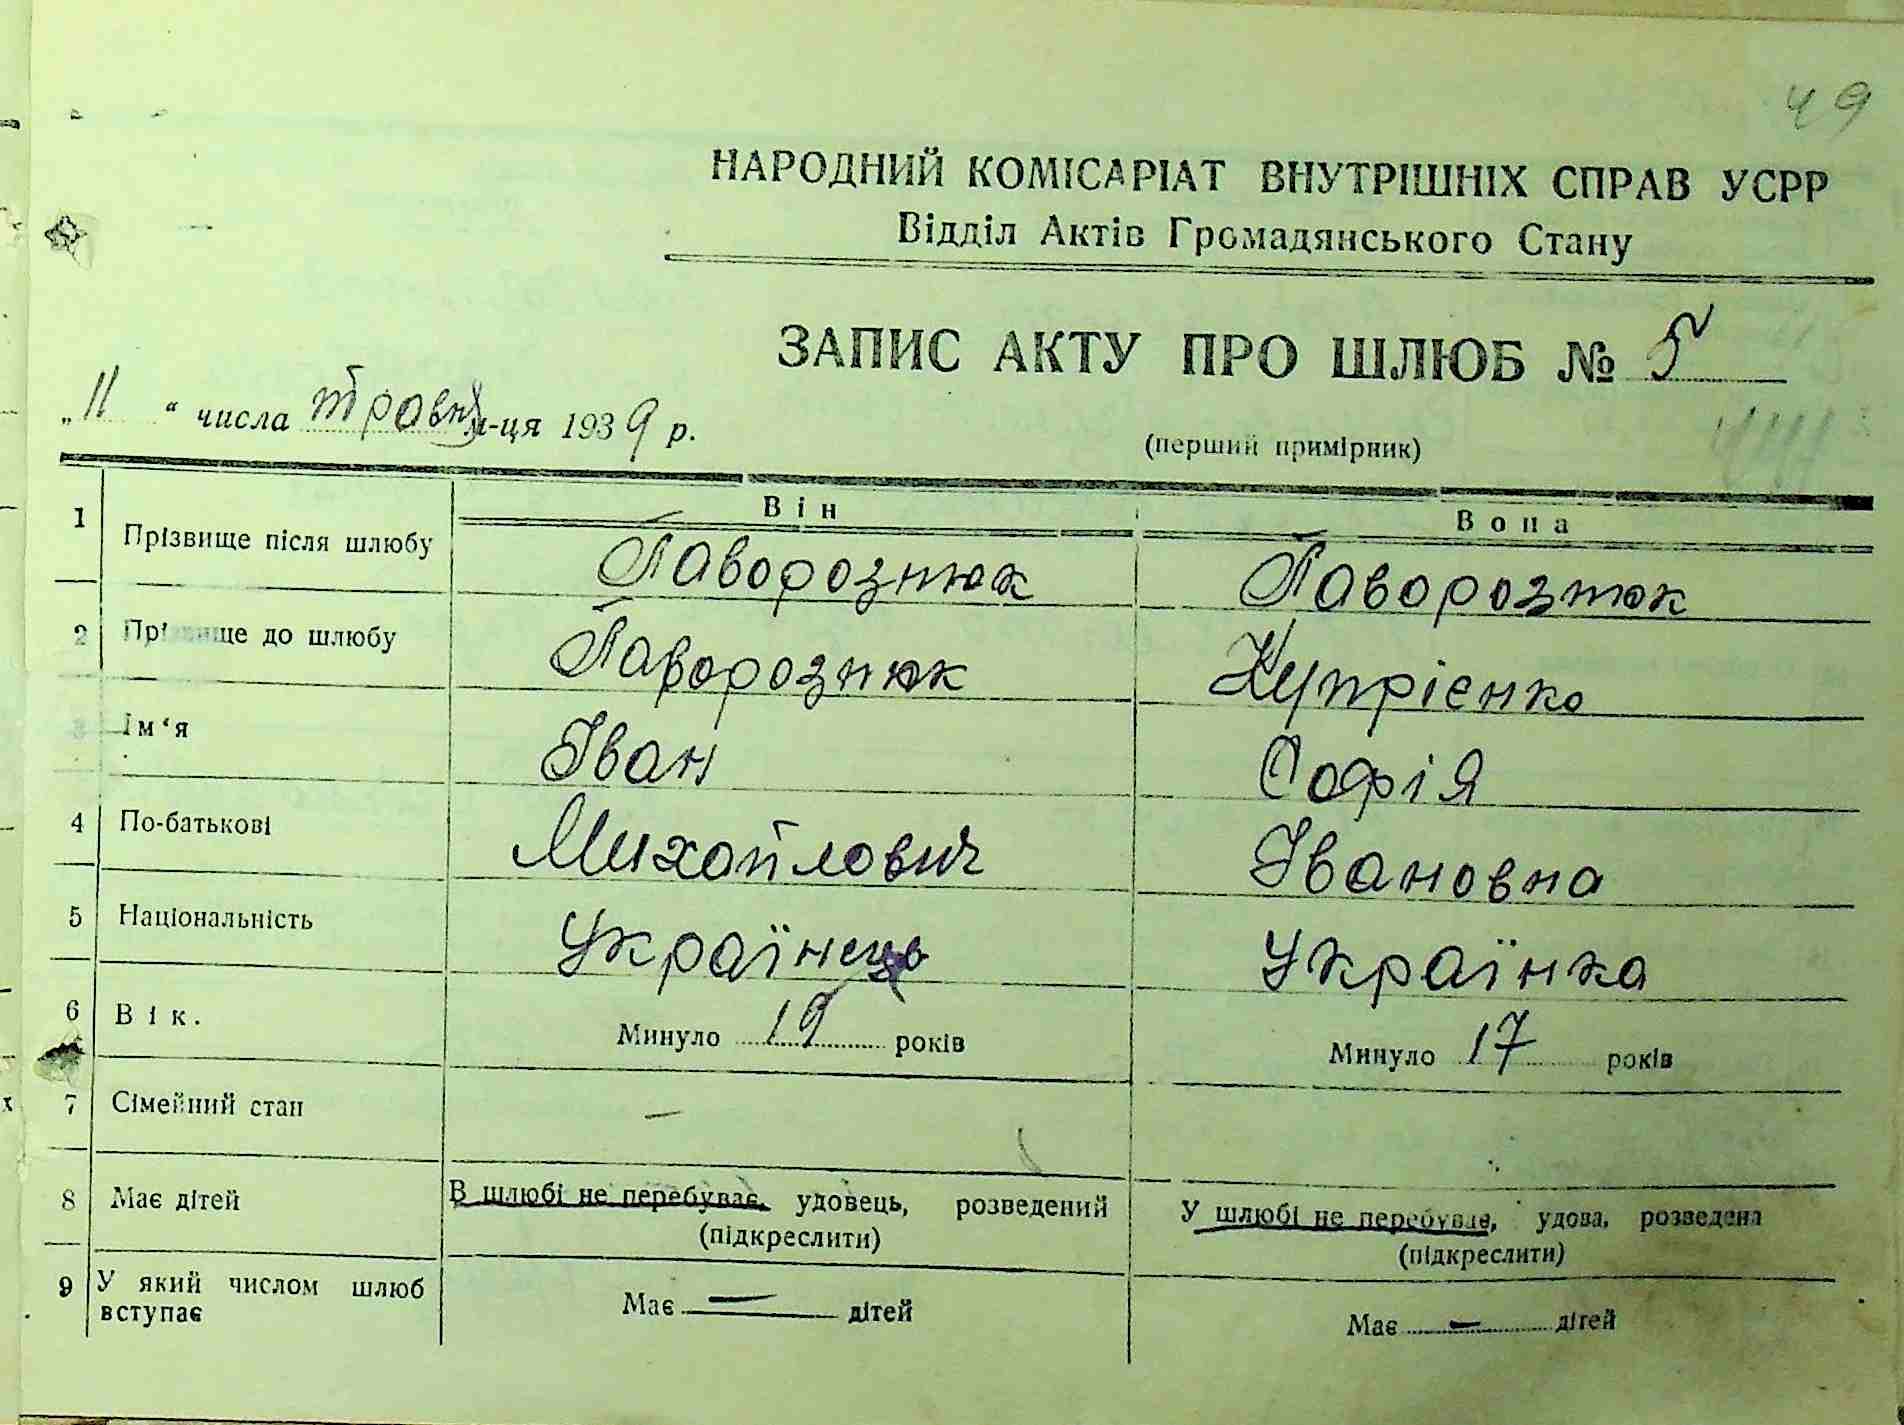 49
НАРОДНИЙ КОМІСАРІАТ ВНУТРІШНІХ СПРАВ УСРР
Відділ Актів Громадянського Стану
ЗАПИС АКТУ ПРО ШЛЮБ № 5
„11“ числа травня м-ця 1939 р.
(перший примірник)
Він Вона
1 Прізвище після шлюбу Паворознюк Паворознюк
2 Прізвище до шлюбу Паворознюк Купрієнко
3 Ім‘я Іван Софія
4 По-батькові Михайлович Івановна
5 Національність Українець Українка
6 Вік. Минуло 19 років Минуло 17 років
7 Сімейний стан —
8 Має дітей В шлюбі не перебуває, удовець, розведений У шлюбі не перебуває, удова, розведена
(підкреслити) (підкреслити)
9 У який числом шлюб вступає Має — дітей Має — дітей